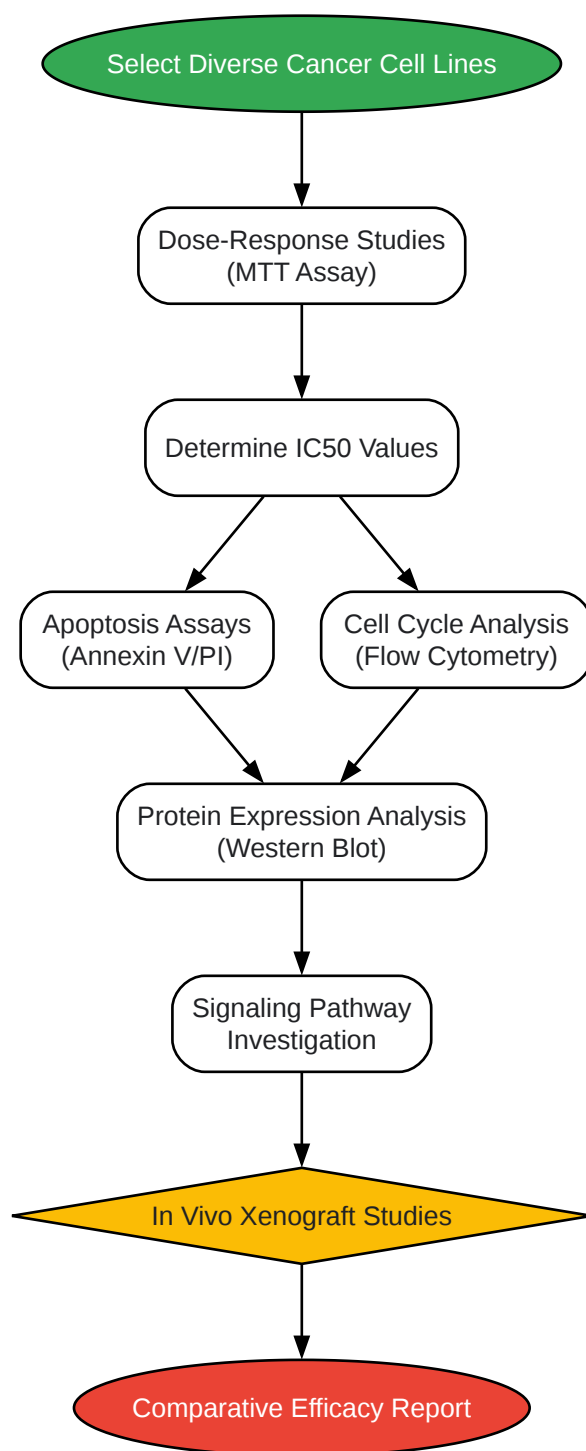 Select Diverse Cancer Cell Lines
Dose-Response Studies
(MTT Assay)
Determine IC50 Values
Apoptosis Assays
(Annexin V/PI)
Cell Cycle Analysis
(Flow Cytometry)
Protein Expression Analysis
(Western Blot)
Signaling Pathway
Investigation
In Vivo Xenograft Studies
Comparative Efficacy Report